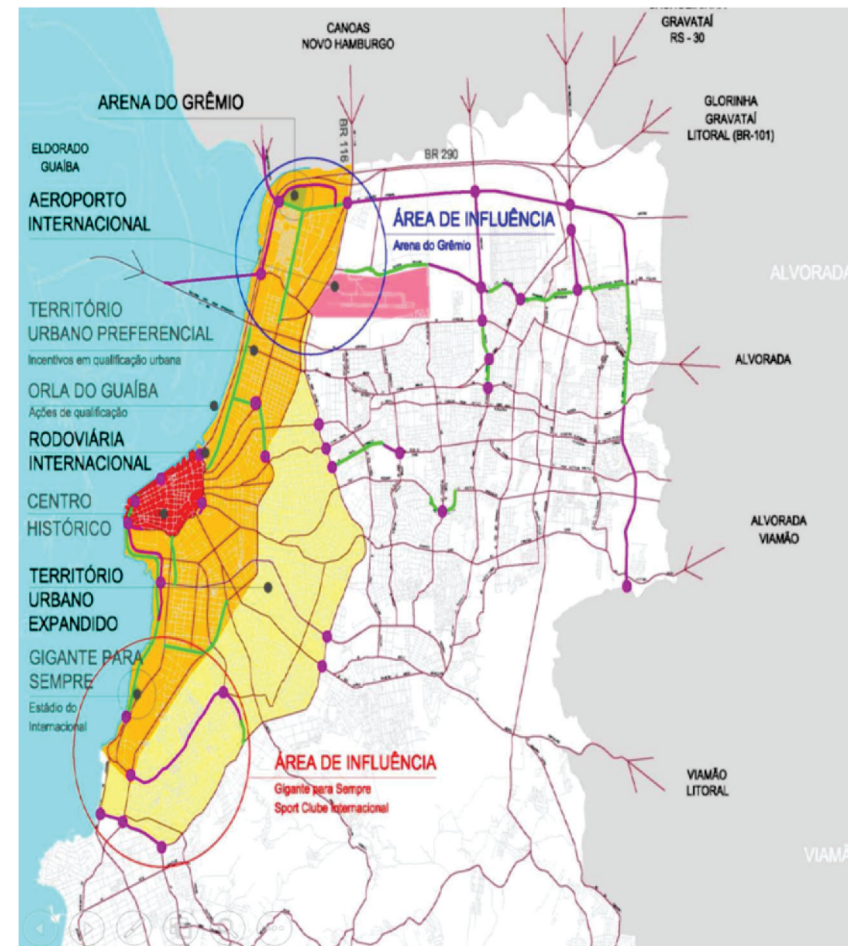 CANOAS
NOVO HAMBURGO
GRAVATAÍ
RS - 30
ARENA DO GRÊMIO
GLORINHA
GRAVATAÍ
LITORAL (BR-101)
ELDORADO
GUAÍBA
BR 116
BR 290
AEROPORTO
INTERNACIONAL
ÁREA DE INFLUÊNCIA
Arena do Grêmio
ALVORADA
TERRITÓRIO
URBANO PREFERENCIAL
Incentivos em qualificação urbana
ALVORADA
ORLA DO GUAÍBA
Ações de qualificação
RODOVIÁRIA
INTERNACIONAL
CENTRO
HISTÓRICO
ALVORADA
VIAMÃO
TERRITÓRIO
URBANO
EXPANDIDO
GIGANTE PARA
SEMPRE
Estádio do
Internacional
ÁREA DE INFLUÊNCIA
Gigante para Sempre
Sport Clube Internacional
VIAMÃO
LITORAL
VIAMÃ